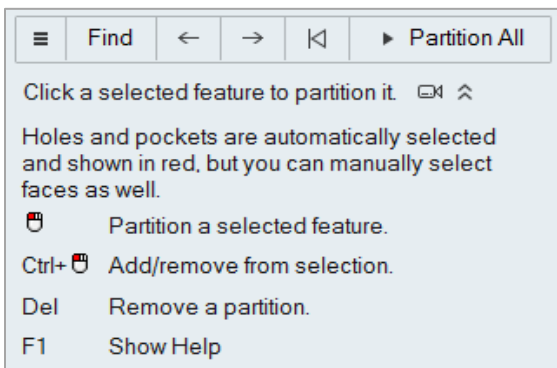 Find Partition All
Click a selected feature to partition it.
Holes and pockets are automatically selected
and shown in red, but you can manually select
faces as well.
Partition a selected feature.
Ctrl+ Add/remove from selection.
Del Remove a partition.
F1 Show Help